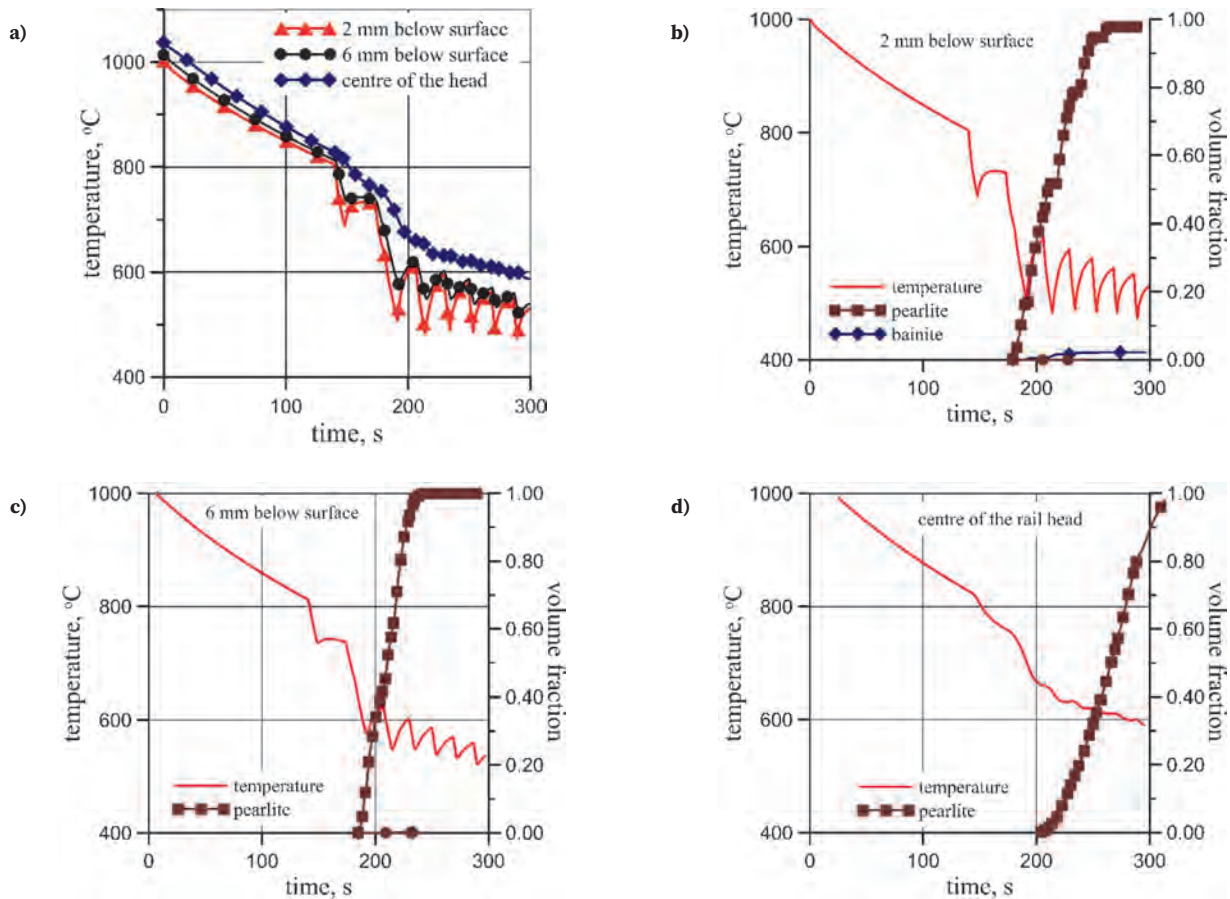 a)
2 mm below surface
6 mm below surface
centre of the head
temperature, °C
1000
800
600
400
0
100
200
300
time, s
b)
2 mm below surface
temperature, °C
1000
800
600
400
volume fraction
1.00
0.80
0.60
0.40
0.20
0.00
temperature
pearlite
bainite
0
100
200
300
time, s
c)
6 mm below surface
temperature, °C
1000
800
600
400
volume fraction
1.00
0.80
0.60
0.40
0.20
0.00
temperature
pearlite
0
100
200
300
time, s
d)
centre of the rail head
temperature, °C
1000
800
600
400
volume fraction
1.00
0.80
0.60
0.40
0.20
0.00
temperature
pearlite
0
100
200
300
time, s